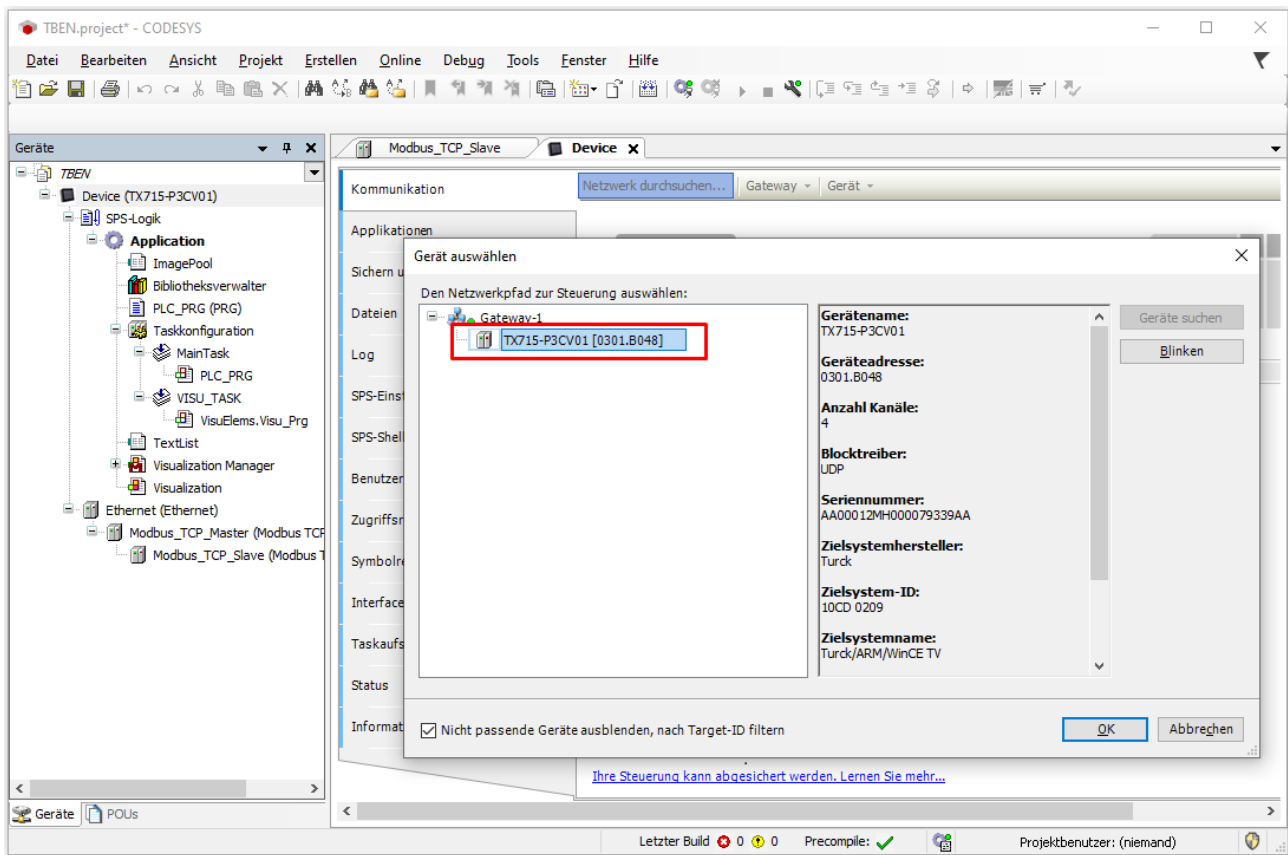 TBEN.project* - CODESYS
Datei Bearbeiten Ansicht Projekt Erstellen Online Debug Tools Fenster Hilfe
Geräte
TBEN
Device (TX715-P3CV01)
SPS-Logik
Application
ImagePool
Bibliotheksverwalter
PLC_PRG (PRG)
Taskkonfiguration
MainTask
PLC_PRG
VISU_TASK
VisuElems.Visu_Prg
TextList
Visualization Manager
Visualization
Ethernet (Ethernet)
Modbus_TCP_Master (Modbus TCP
Modbus_TCP_Slave (Modbus T
Geräte POUs
Modbus_TCP_Slave Device
Kommunikation
Applikationen
Sichern u
Dateien
Log
SPS-Einst
SPS-Shell
Benutzer
Zugriffsr
Symbolre
Interface
Taskaufs
Status
Informat
Netzwerk durchsuchen... Gateway Gerät
Gerät auswählen
Den Netzwerkpfad zur Steuerung auswählen:
Gateway-1
TX715-P3CV01 [0301.B048]
Gerätename:
TX715-P3CV01
Geräteadresse:
0301.B048
Anzahl Kanäle:
4
Blocktreiber:
UDP
Seriennummer:
AA00012MH000079339AA
Zielsystemhersteller:
Turck
Zielsystem-ID:
10CD 0209
Zielsystemname:
Turck/ARM/WinCE TV
Geräte suchen
Blinken
Nicht passende Geräte ausblenden, nach Target-ID filtern
OK Abbrechen
Ihre Steuerung kann abgesichert werden. Lernen Sie mehr...
Letzter Build 0 0 Precompile: Projektbenutzer: (niemand)